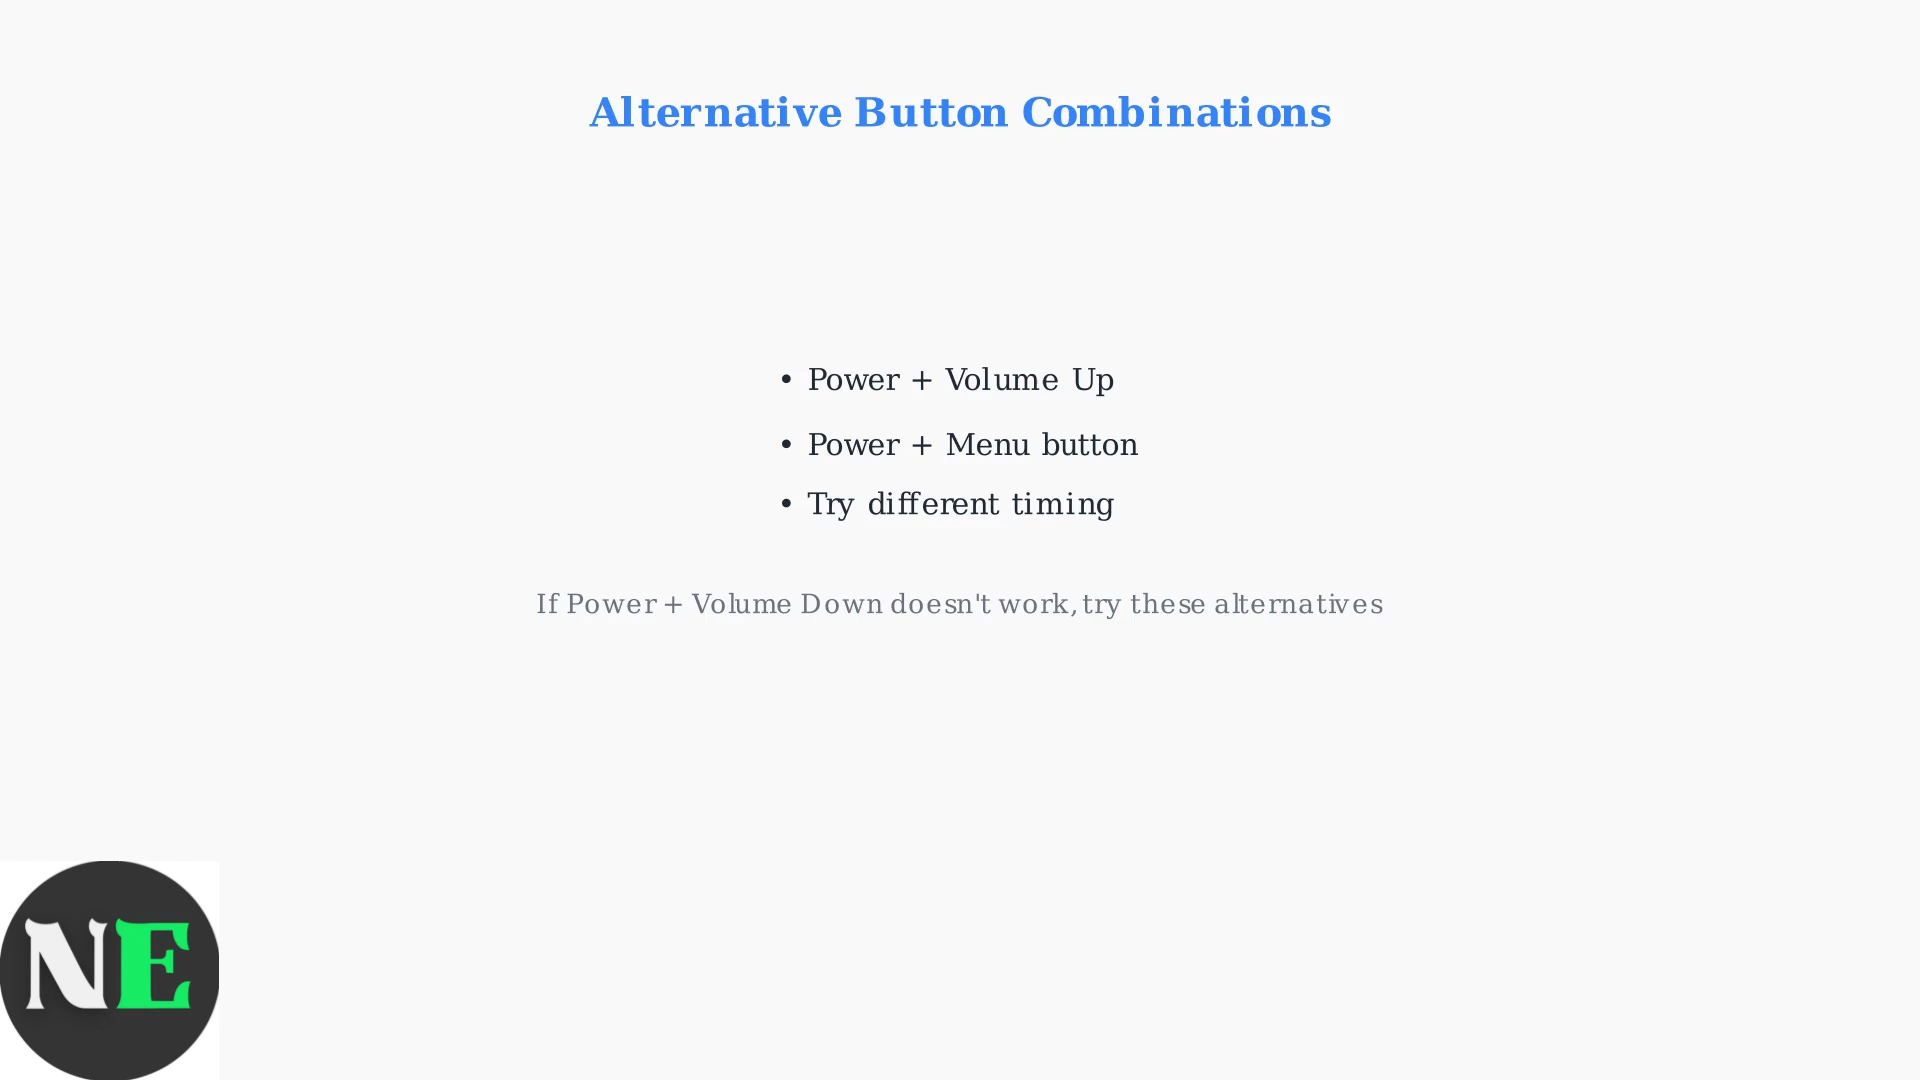 Alternative Button Combinations
• Power + Volume Up
• Power + Menu button
• Try different timing
If Power + Volume Down doesn't work, try these alternatives
NE